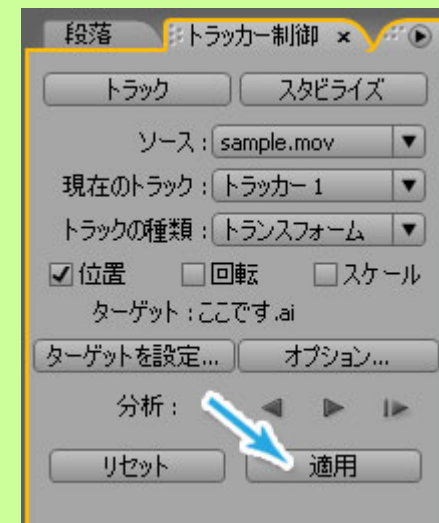 段落 トラッカー制御 ×
トラック スタビライズ
ソース : sample.mov
現在のトラック : トラッカー 1
トラックの種類 : トランスフォーム
位置 回転 スケール
ターゲット : ここです.ai
ターゲットを設定... オプション...
分析 :
リセット 適用